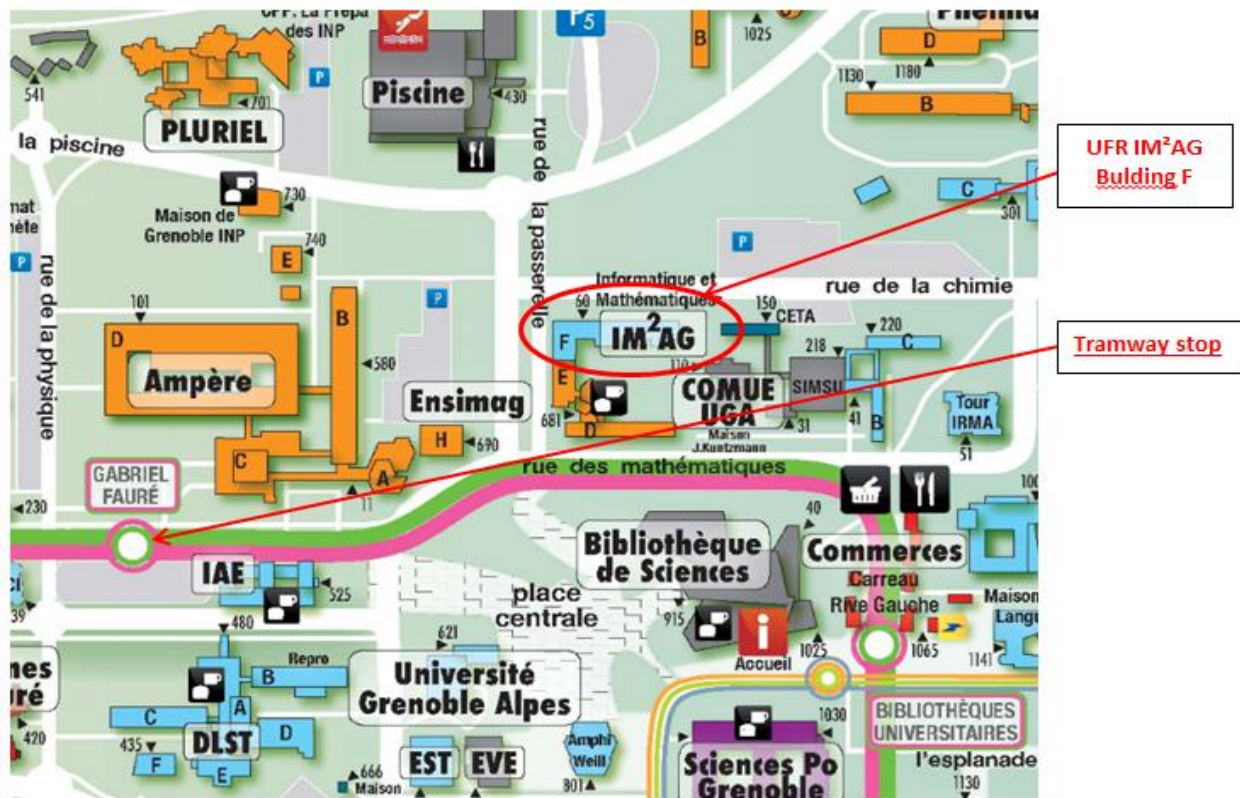 CPP. La Prépa
des INP
P5
B
1025
D
1180
1130
B
541
P
701
PLURIEL
Piscine
430
la piscine
rue de la passerelle
730
Maison de
Grenoble INP
C
301
UFR IM²AG
Bulding F
P
740
E
P
P
rue de la physique
101
D
B
580
Ampère
Informatique et
Mathématiques
60
150
CETA
rue de la chimie
F
IM²AG
110
218
220
C
Tramway stop
Ensimag
E
681
D
COMUE
UGA
SIMSU
Maison
J.Kuntzmann
31
41
B
Tour
IRMA
51
H
690
C
A
11
rue des mathématiques
GABRIEL
FAURÉ
230
40
Bibliothèque
de Sciences
Commerces
IAE
525
39
place
centrale
Carreau
Rive Gauche
Maison
Langu
480
621
915
i
Accueil
1025
1065
1141
nes
uré
Repro
B
A
C
D
DLST
Université
Grenoble Alpes
1030
BIBLIOTHÈQUES
UNIVERSITAIRES
420
435
F
E
EST
EVE
Amphi
Weill
Sciences Po
Grenoble
l'esplanade
666
Maison
801
1130